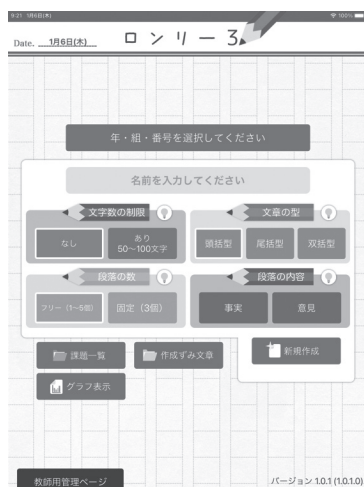 9:21 1月6日(木) 100%
Date. 1月6日(木) ロンリー3
年・組・番号を選択してください
名前を入力してください
文字数の制限 文章の型
なし あり 50〜100文字 頭括型 尾括型 双括型
段落の数 段落の内容
フリー（1〜5個） 固定（3個） 事実 意見
課題一覧 作成ずみ文章 新規作成
グラフ表示
教師用管理ページ バージョン 1.0.1 (1.0.1.0)